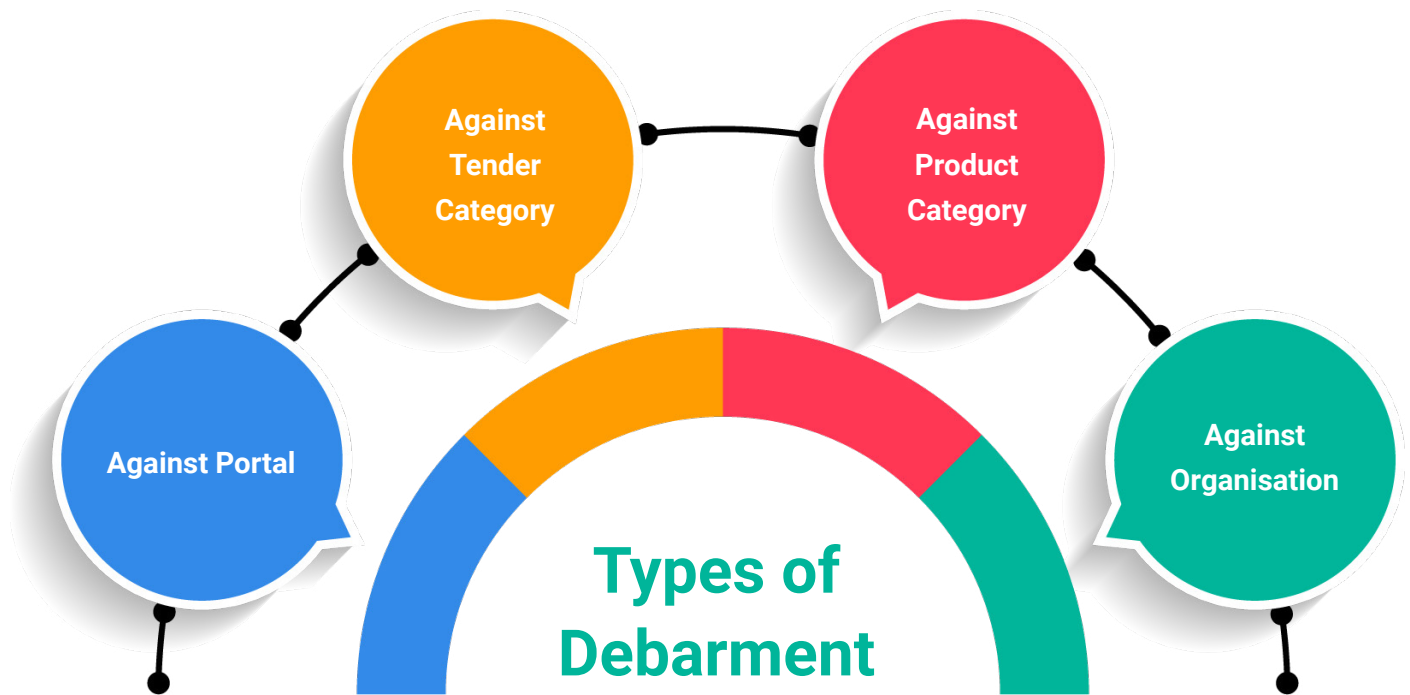 Against
Tender
Category
Against
Product
Category
Against Portal
Against
Organisation
Types of
Debarment